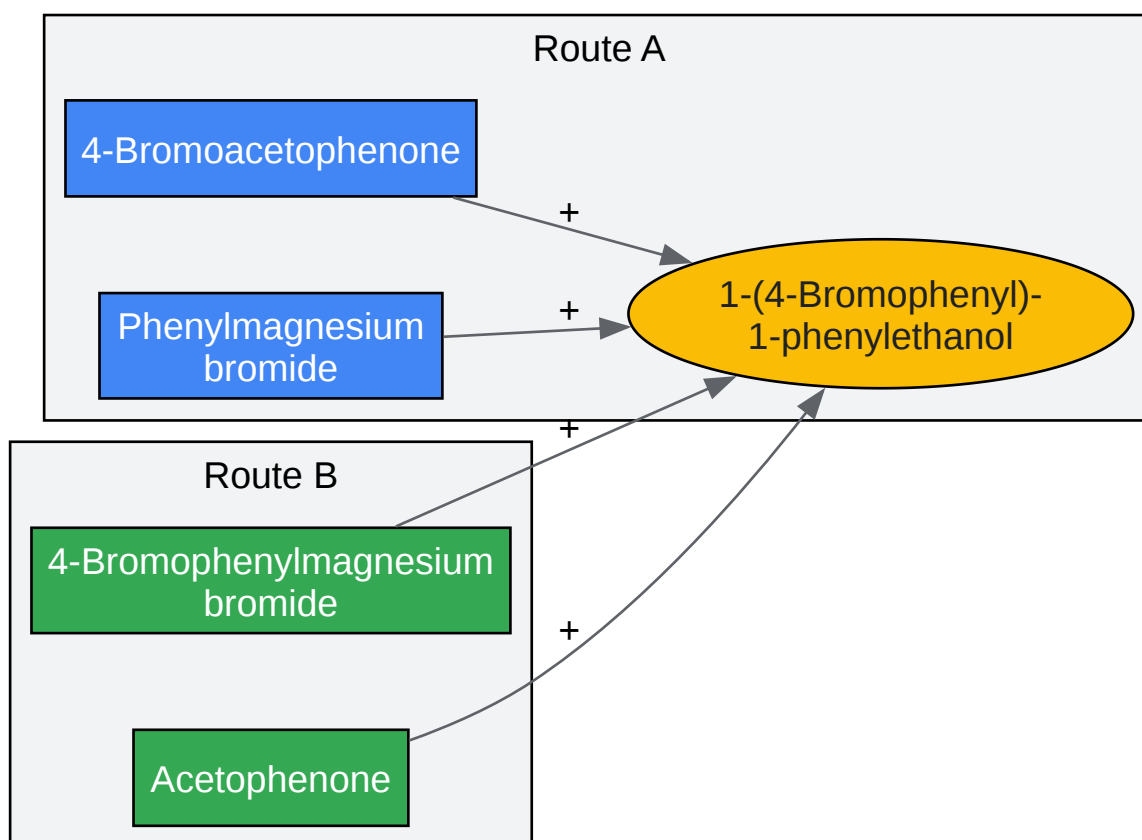 Route A
4-Bromoacetophenone
+
Phenylmagnesium
bromide
+
1-(4-Bromophenyl)-
1-phenylethanol
+
Route B
4-Bromophenylmagnesium
bromide
+
Acetophenone